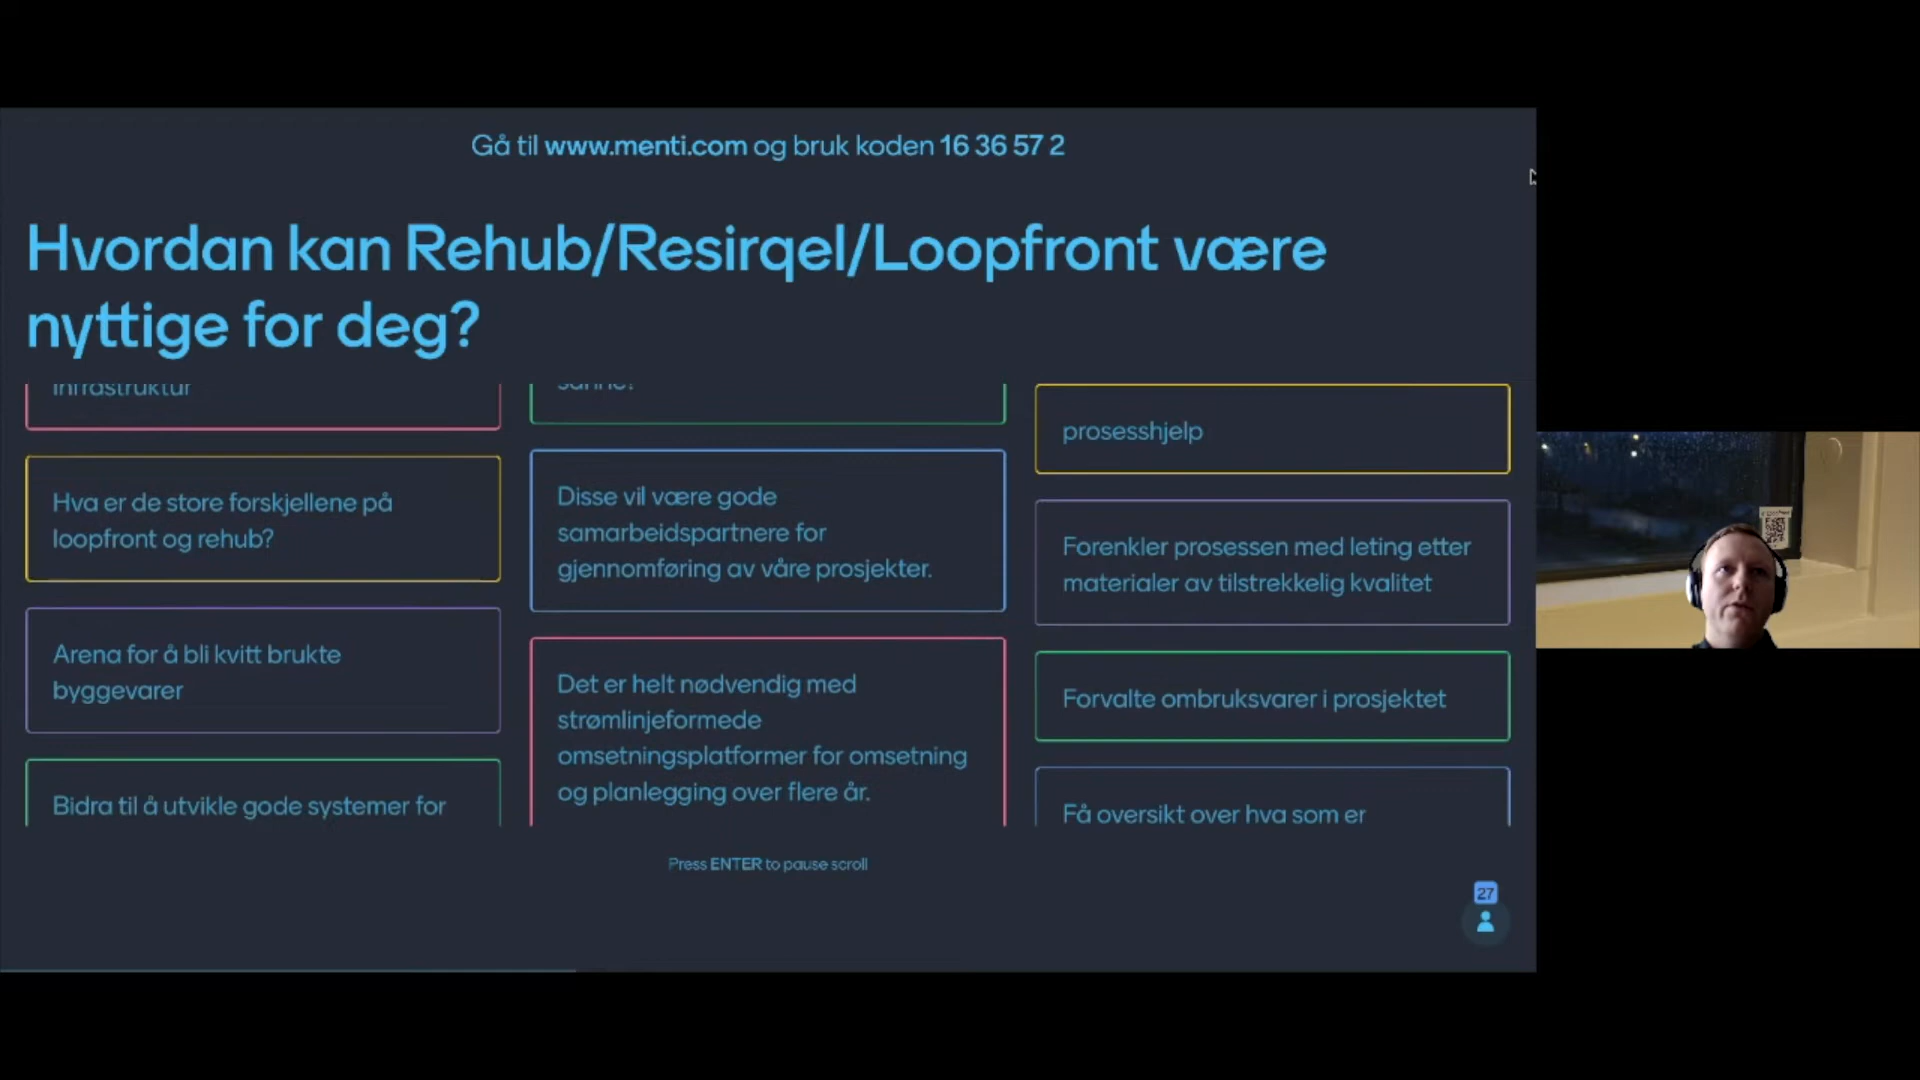 Gå til www.menti.com og bruk koden 16 36 57 2
Hvordan kan Rehub/Resirqel/Loopfront være
nyttige for deg?
infrastruktur
Hva er de store forskjellene på
loopfront og rehub?
Arena for å bli kvitt brukte
byggevarer
Bidra til å utvikle gode systemer for
Disse vil være gode
samarbeidspartnere for
gjennomføring av våre prosjekter.
Det er helt nødvendig med
strømlinjeformede
omsetningsplatformer for omsetning
og planlegging over flere år.
prosesshjelp
Forenkler prosessen med leting etter
materialer av tilstrekkelig kvalitet
Forvalte ombruksvarer i prosjektet
Få oversikt over hva som er
Press ENTER to pause scroll
27